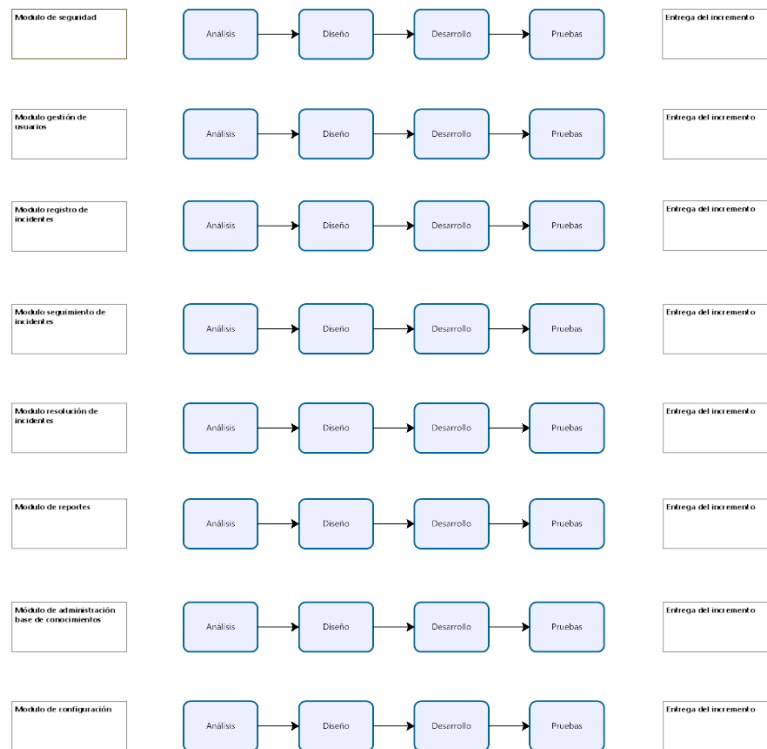 Modulo de seguridad
Análisis
Diseño
Desarrollo
Pruebas
Entrega del incremento
Modulo gestión de
usuarios
Análisis
Diseño
Desarrollo
Pruebas
Entrega del incremento
Modulo registro de
incidentes
Análisis
Diseño
Desarrollo
Pruebas
Entrega del incremento
Modulo seguimiento de
incidentes
Análisis
Diseño
Desarrollo
Pruebas
Entrega del incremento
Modulo resolución de
incidentes
Análisis
Diseño
Desarrollo
Pruebas
Entrega del incremento
Modulo de reportes
Análisis
Diseño
Desarrollo
Pruebas
Entrega del incremento
Módulo de administración
base de conocimientos
Análisis
Diseño
Desarrollo
Pruebas
Entrega del incremento
Modulo de configuración
Análisis
Diseño
Desarrollo
Pruebas
Entrega del incremento